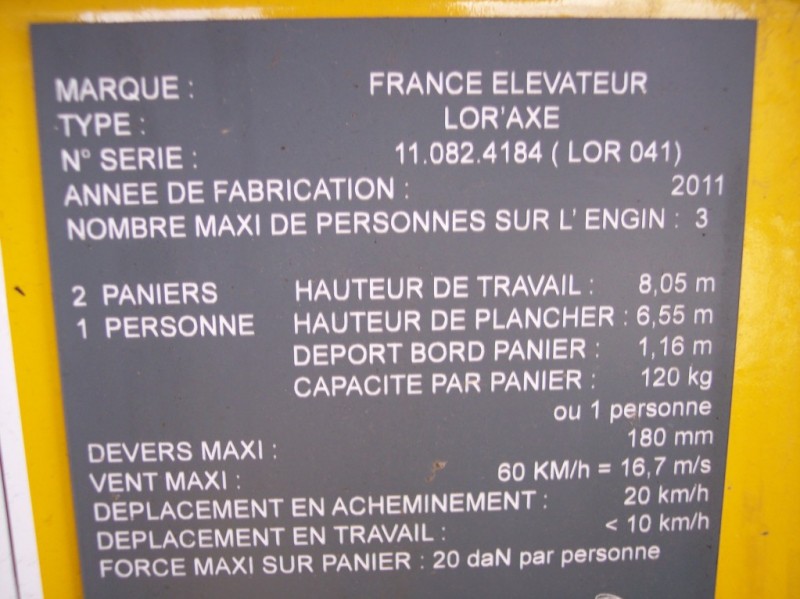 MARQUE : FRANCE ELEVATEUR
TYPE : LOR'AXE
N° SERIE : 11.082.4184 ( LOR 041)
ANNEE DE FABRICATION : 2011
NOMBRE MAXI DE PERSONNES SUR L' ENGIN : 3
2 PANIERS HAUTEUR DE TRAVAIL : 8,05 m
1 PERSONNE HAUTEUR DE PLANCHER : 6,55 m
DEPORT BORD PANIER : 1,16 m
CAPACITE PAR PANIER : 120 kg
ou 1 personne
DEVERS MAXI : 180 mm
VENT MAXI : 60 KM/h = 16,7 m/s
DEPLACEMENT EN ACHEMINEMENT : 20 km/h
DEPLACEMENT EN TRAVAIL : < 10 km/h
FORCE MAXI SUR PANIER : 20 daN par personne